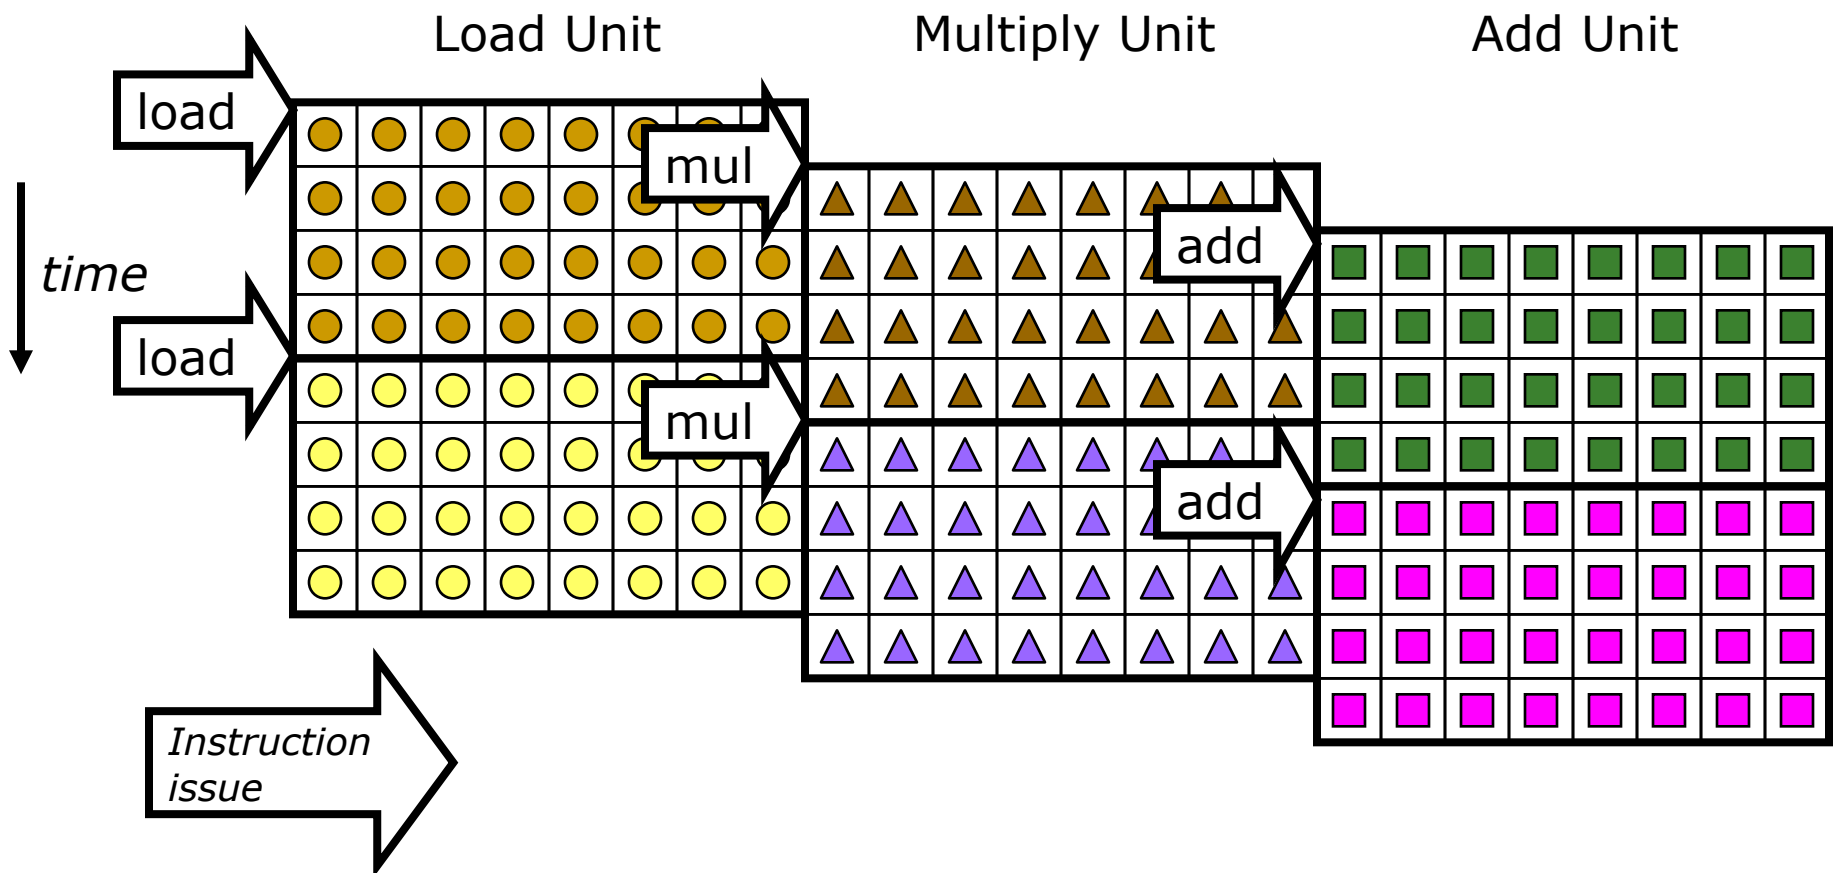 Load Unit
Multiply Unit
Add Unit
load
mul
add
time
load
mul
add
Instruction
issue